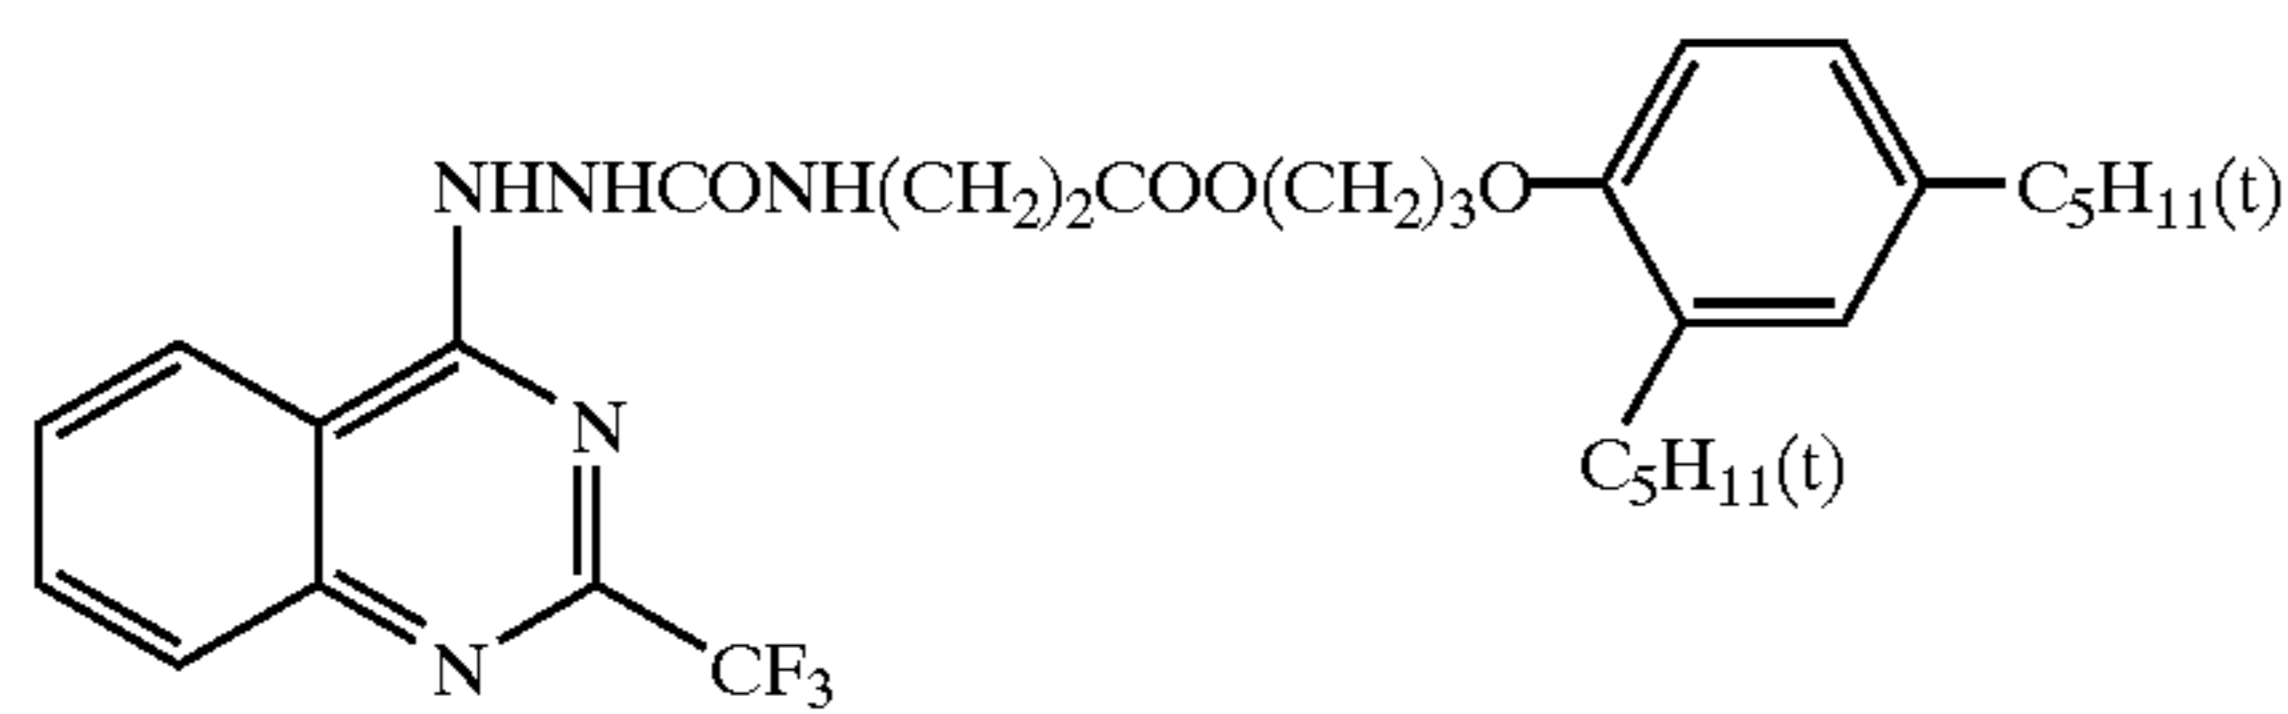 NHNHCONH(CH₂)₂COO(CH₂)₃O
C₅H₁₁(t)
N
C₅H₁₁(t)
N
CF₃